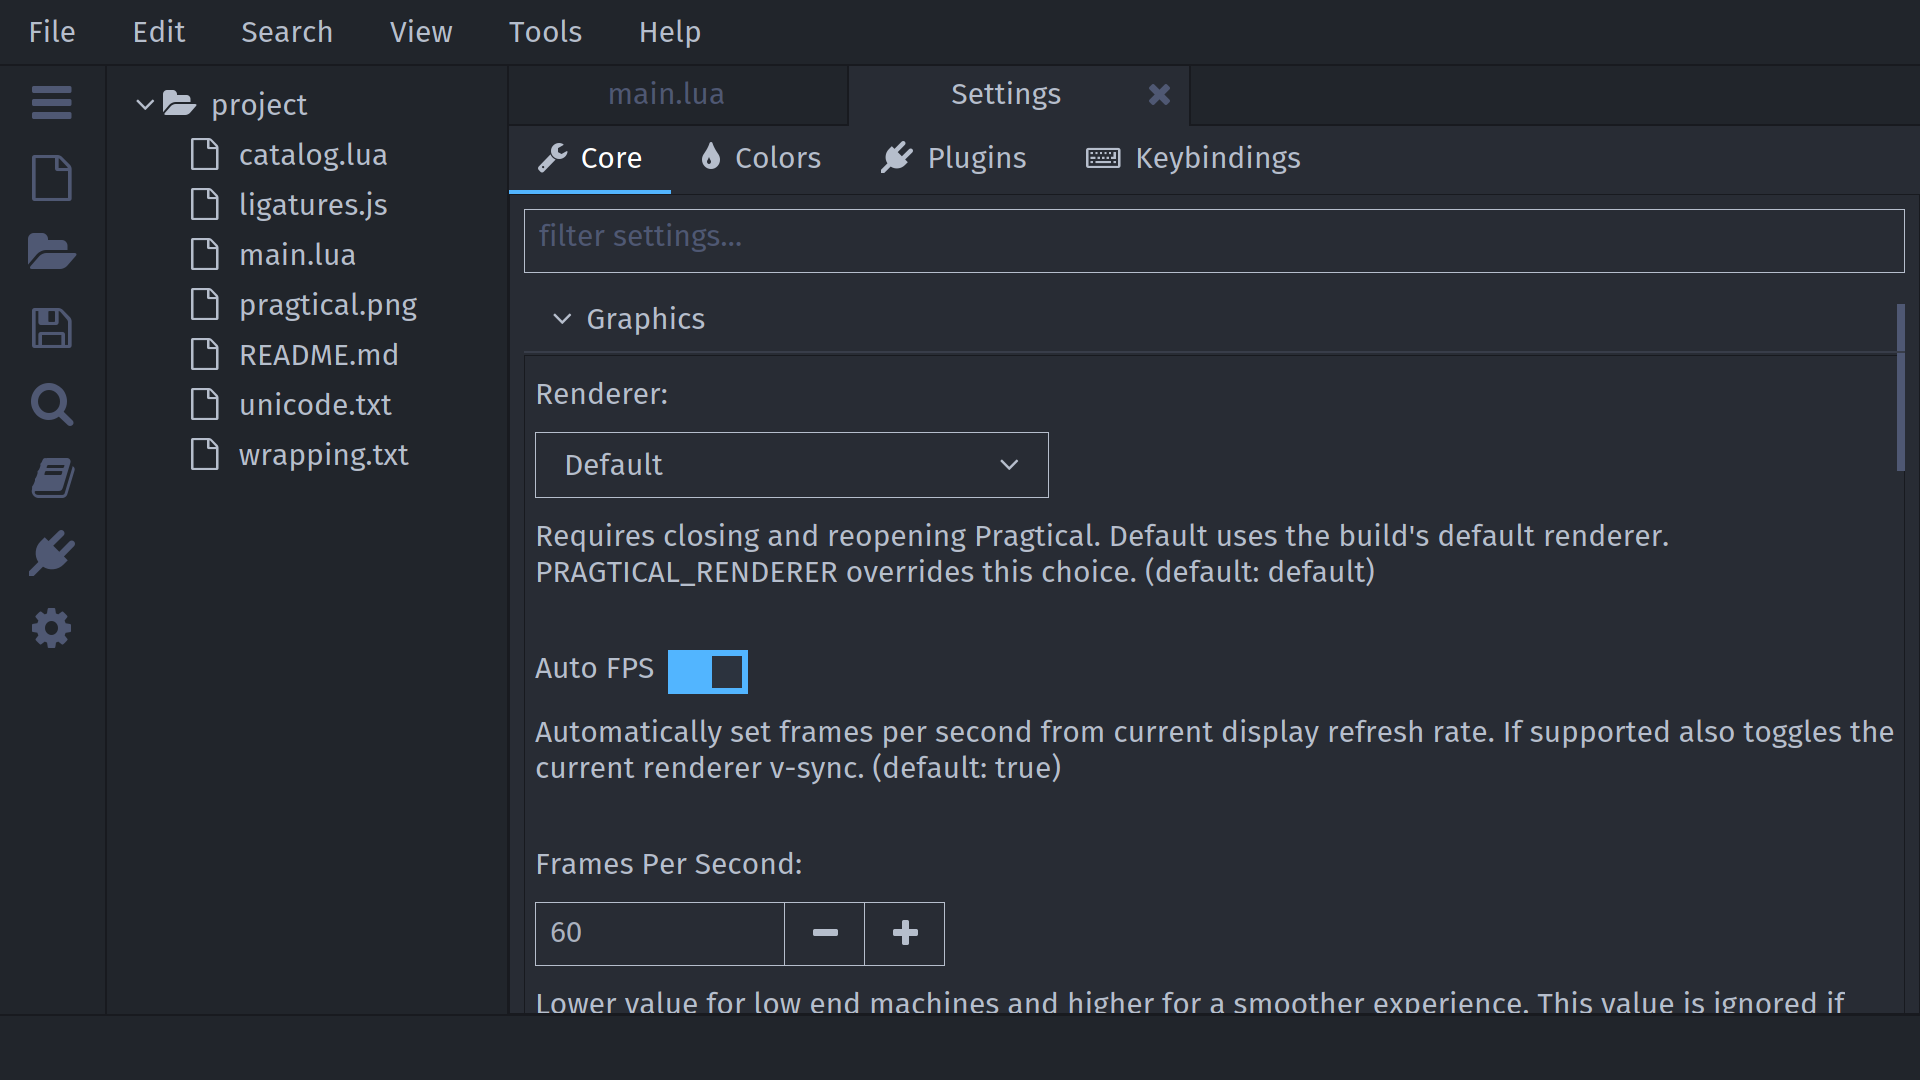 File Edit Search View Tools Help
project
catalog.lua
ligatures.js
main.lua
pragtical.png
README.md
unicode.txt
wrapping.txt
main.lua Settings
Core Colors Plugins Keybindings
filter settings...
Graphics
Renderer:
Default
Requires closing and reopening Pragtical. Default uses the build's default renderer.
PRAGTICAL_RENDERER overrides this choice. (default: default)
Auto FPS
Automatically set frames per second from current display refresh rate. If supported also toggles the
current renderer v-sync. (default: true)
Frames Per Second:
60
Lower value for low end machines and higher for a smoother experience. This value is ignored if